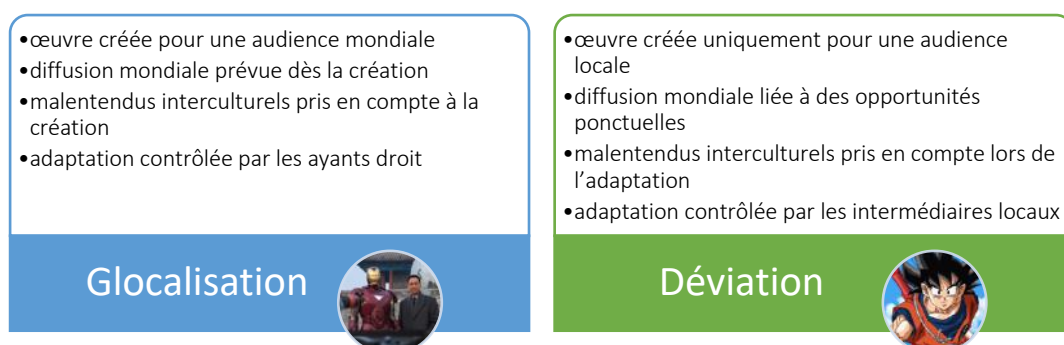 •œuvre créée pour une audience mondiale
•diffusion mondiale prévue dès la création
•malentendus interculturels pris en compte à la
création
•adaptation contrôlée par les ayants droit
Glocalisation
•œuvre créée uniquement pour une audience
locale
•diffusion mondiale liée à des opportunités
ponctuelles
•malentendus interculturels pris en compte lors de
l’adaptation
•adaptation contrôlée par les intermédiaires locaux
Déviation